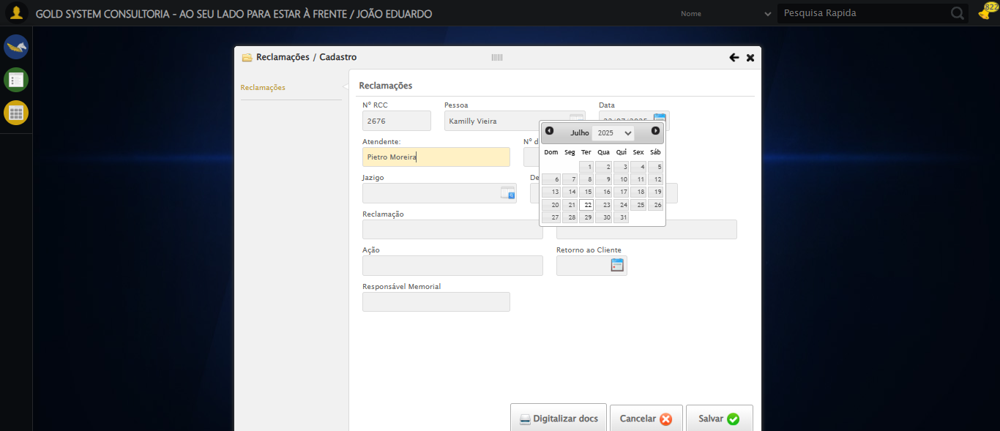 GOLD SYSTEM CONSULTORIA - AO SEU LADO PARA ESTAR À FRENTE / JOÃO EDUARDO
Nome
Pesquisa Rapida
822
Reclamações / Cadastro
Reclamações
Reclamações
Nº RCC Pessoa Data
2676 Kamilly Vieira 22/07/2025
Julho 2025
Atendente: Nº d
Dom Seg Ter Qua Qui Sex Sáb
Pietro Moreira
1 2 3 4 5
Jazigo De
6 7 8 9 10 11 12
13 14 15 16 17 18 19
20 21 22 23 24 25 26
Reclamação
27 28 29 30 31
Ação Retorno ao Cliente
Responsável Memorial
Digitalizar docs Cancelar Salvar